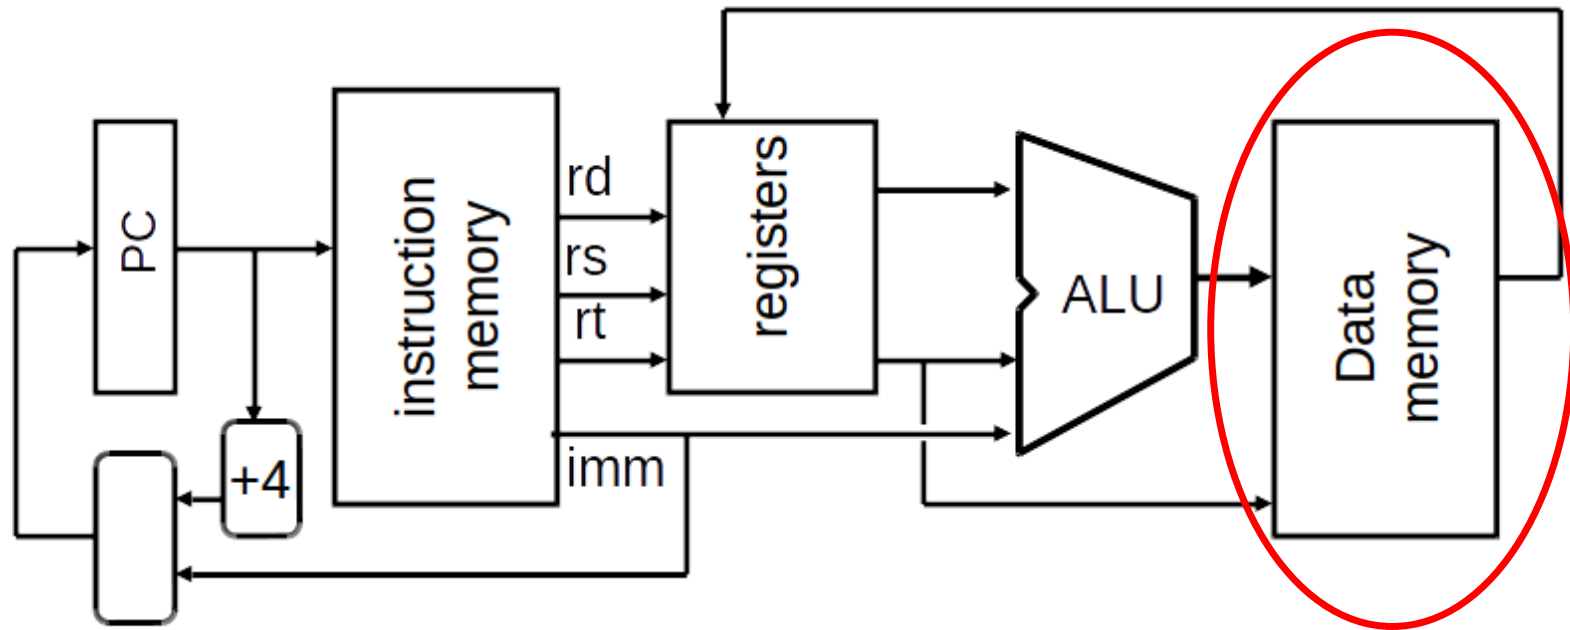 PC
+4
instruction
memory
rd
rs
rt
imm
registers
ALU
Data
memory